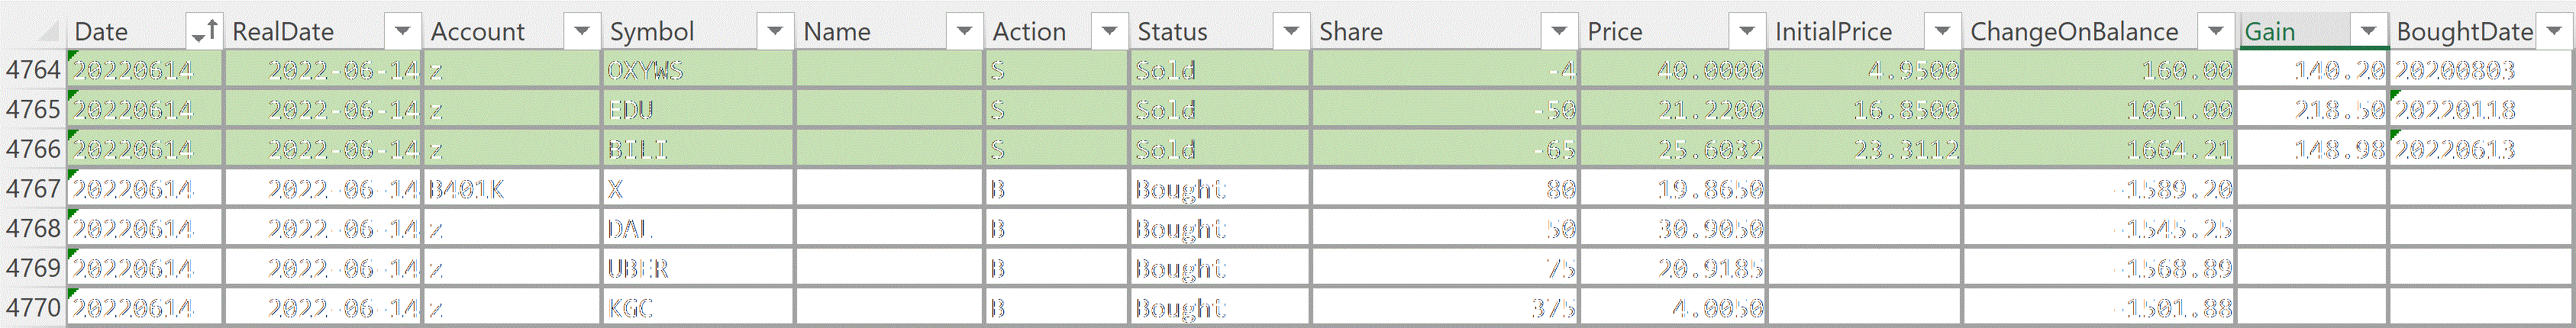 Date RealDate Account Symbol Name Action Status Share Price InitialPrice ChangeOnBalance Gain BoughtDate
4764 20220614 2022-06-14 z OXYWS S Sold -4 40.0000 4.9500 160.00 140.20 20200803
4765 20220614 2022-06-14 z EDU S Sold -50 21.2200 16.8500 1061.00 218.50 20220118
4766 20220614 2022-06-14 z BILI S Sold -65 25.6032 23.3112 1664.21 148.98 20220613
4767 20220614 2022-06-14 B401K X B Bought 80 19.8650 -1589.20
4768 20220614 2022-06-14 z DAL B Bought 50 30.9050 -1545.25
4769 20220614 2022-06-14 z UBER B Bought 75 20.9185 -1568.89
4770 20220614 2022-06-14 z KGC B Bought 375 4.0050 -1501.88